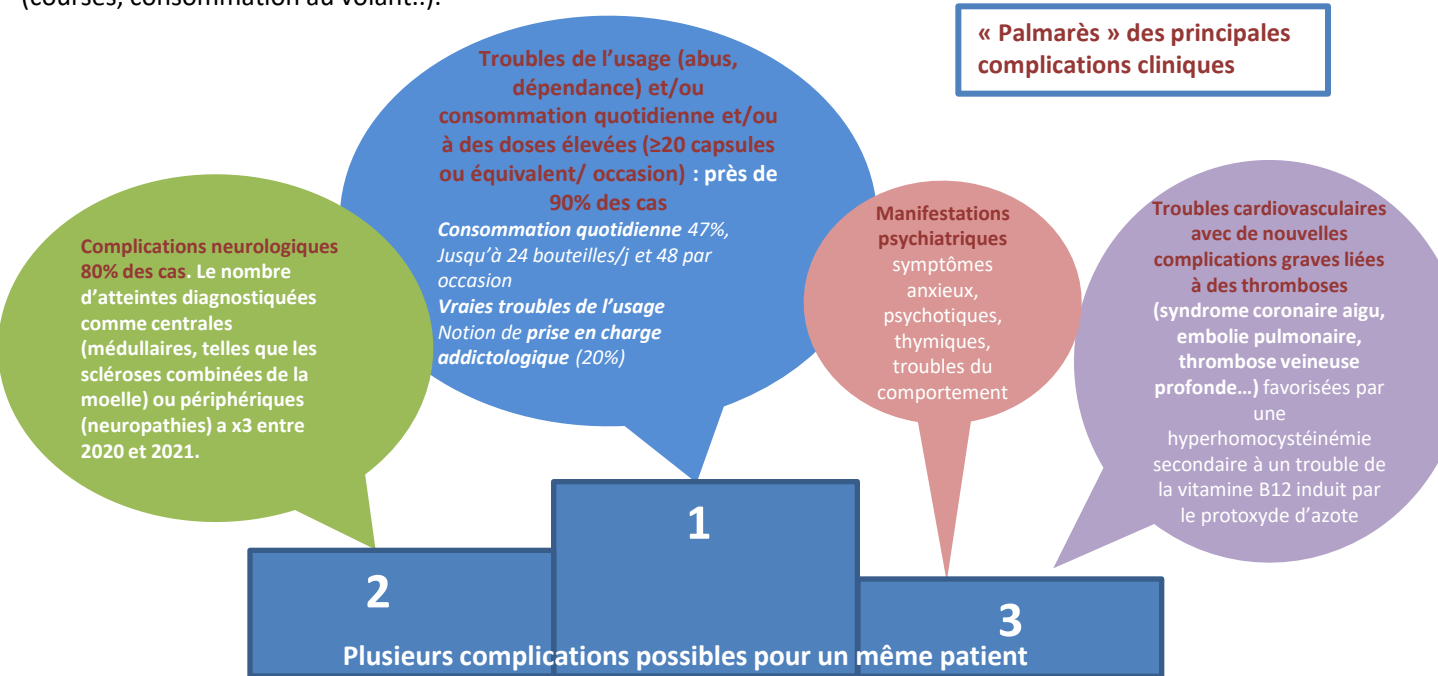 (courses, consommation au volant..).
« Palmarès » des principales
complications cliniques
Troubles de l’usage (abus,
dépendance) et/ou
consommation quotidienne et/ou
à des doses élevées (≥20 capsules
ou équivalent/ occasion) : près de
90% des cas
Consommation quotidienne 47%,
Jusqu’à 24 bouteilles/j et 48 par
occasion
Vraies troubles de l’usage
Notion de prise en charge
addictologique (20%)
Complications neurologiques
80% des cas. Le nombre
d’atteintes diagnostiquées
comme centrales
(médullaires, telles que les
scléroses combinées de la
moelle) ou périphériques
(neuropathies) a x3 entre
2020 et 2021.
Manifestations
psychiatriques
symptômes
anxieux,
psychotiques,
thymiques,
troubles du
comportement
Troubles cardiovasculaires
avec de nouvelles
complications graves liées
à des thromboses
(syndrome coronaire aigu,
embolie pulmonaire,
thrombose veineuse
profonde…) favorisées par
une
hyperhomocystéinémie
secondaire à un trouble de
la vitamine B12 induit par
le protoxyde d’azote
1
2
3
Plusieurs complications possibles pour un même patient